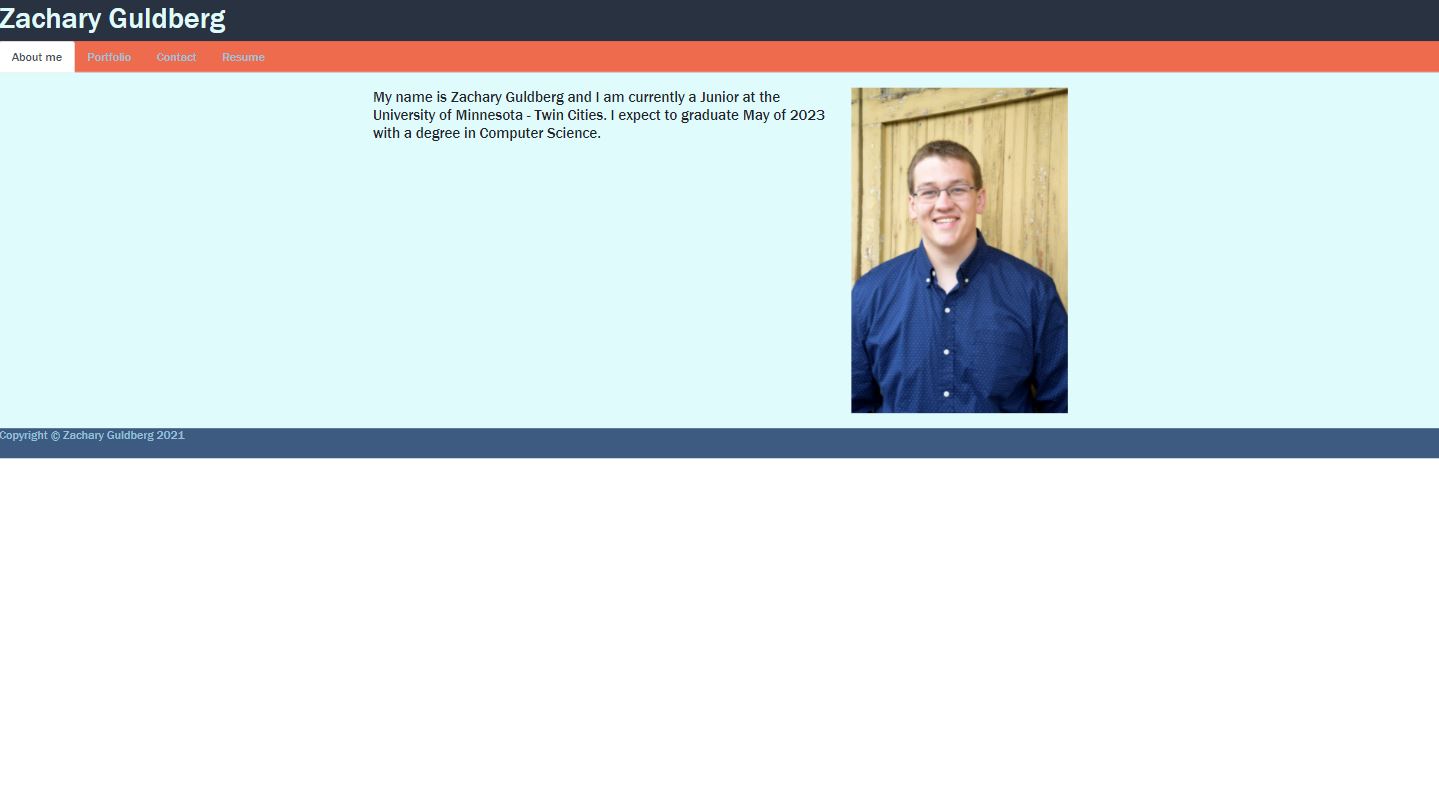 Zachary Guldberg
About me Portfolio Contact Resume
My name is Zachary Guldberg and I am currently a Junior at the
University of Minnesota - Twin Cities. I expect to graduate May of 2023
with a degree in Computer Science.
Copyright © Zachary Guldberg 2021